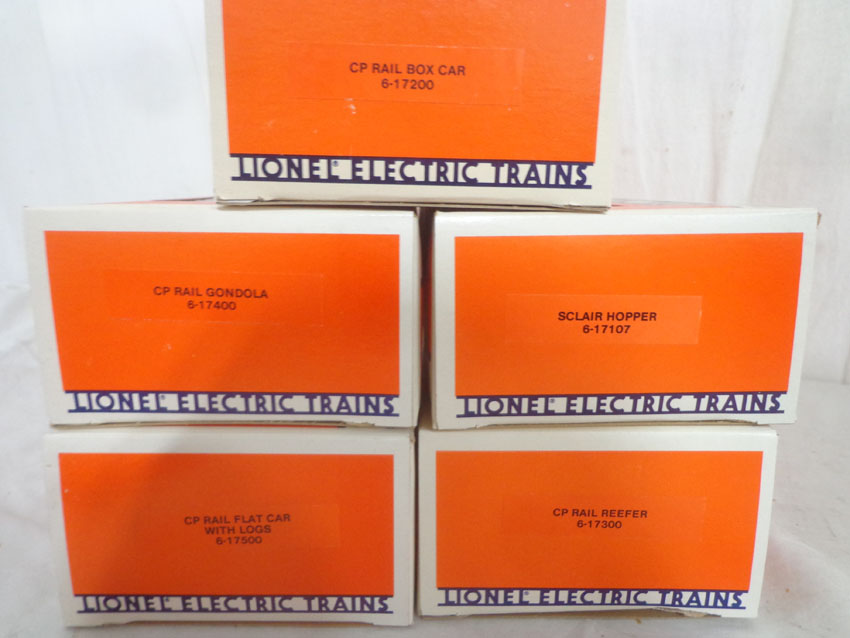 CP RAIL BOX CAR
6-17200
LIONEL® ELECTRIC TRAINS
CP RAIL GONDOLA
6-17400
LIONEL® ELECTRIC TRAINS
SCLAIR HOPPER
6-17107
LIONEL® ELECTRIC TRAINS
CP RAIL FLAT CAR
WITH LOGS
6-17500
LIONEL® ELECTRIC TRAINS
CP RAIL REEFER
6-17300
LIONEL® ELECTRIC TRAINS